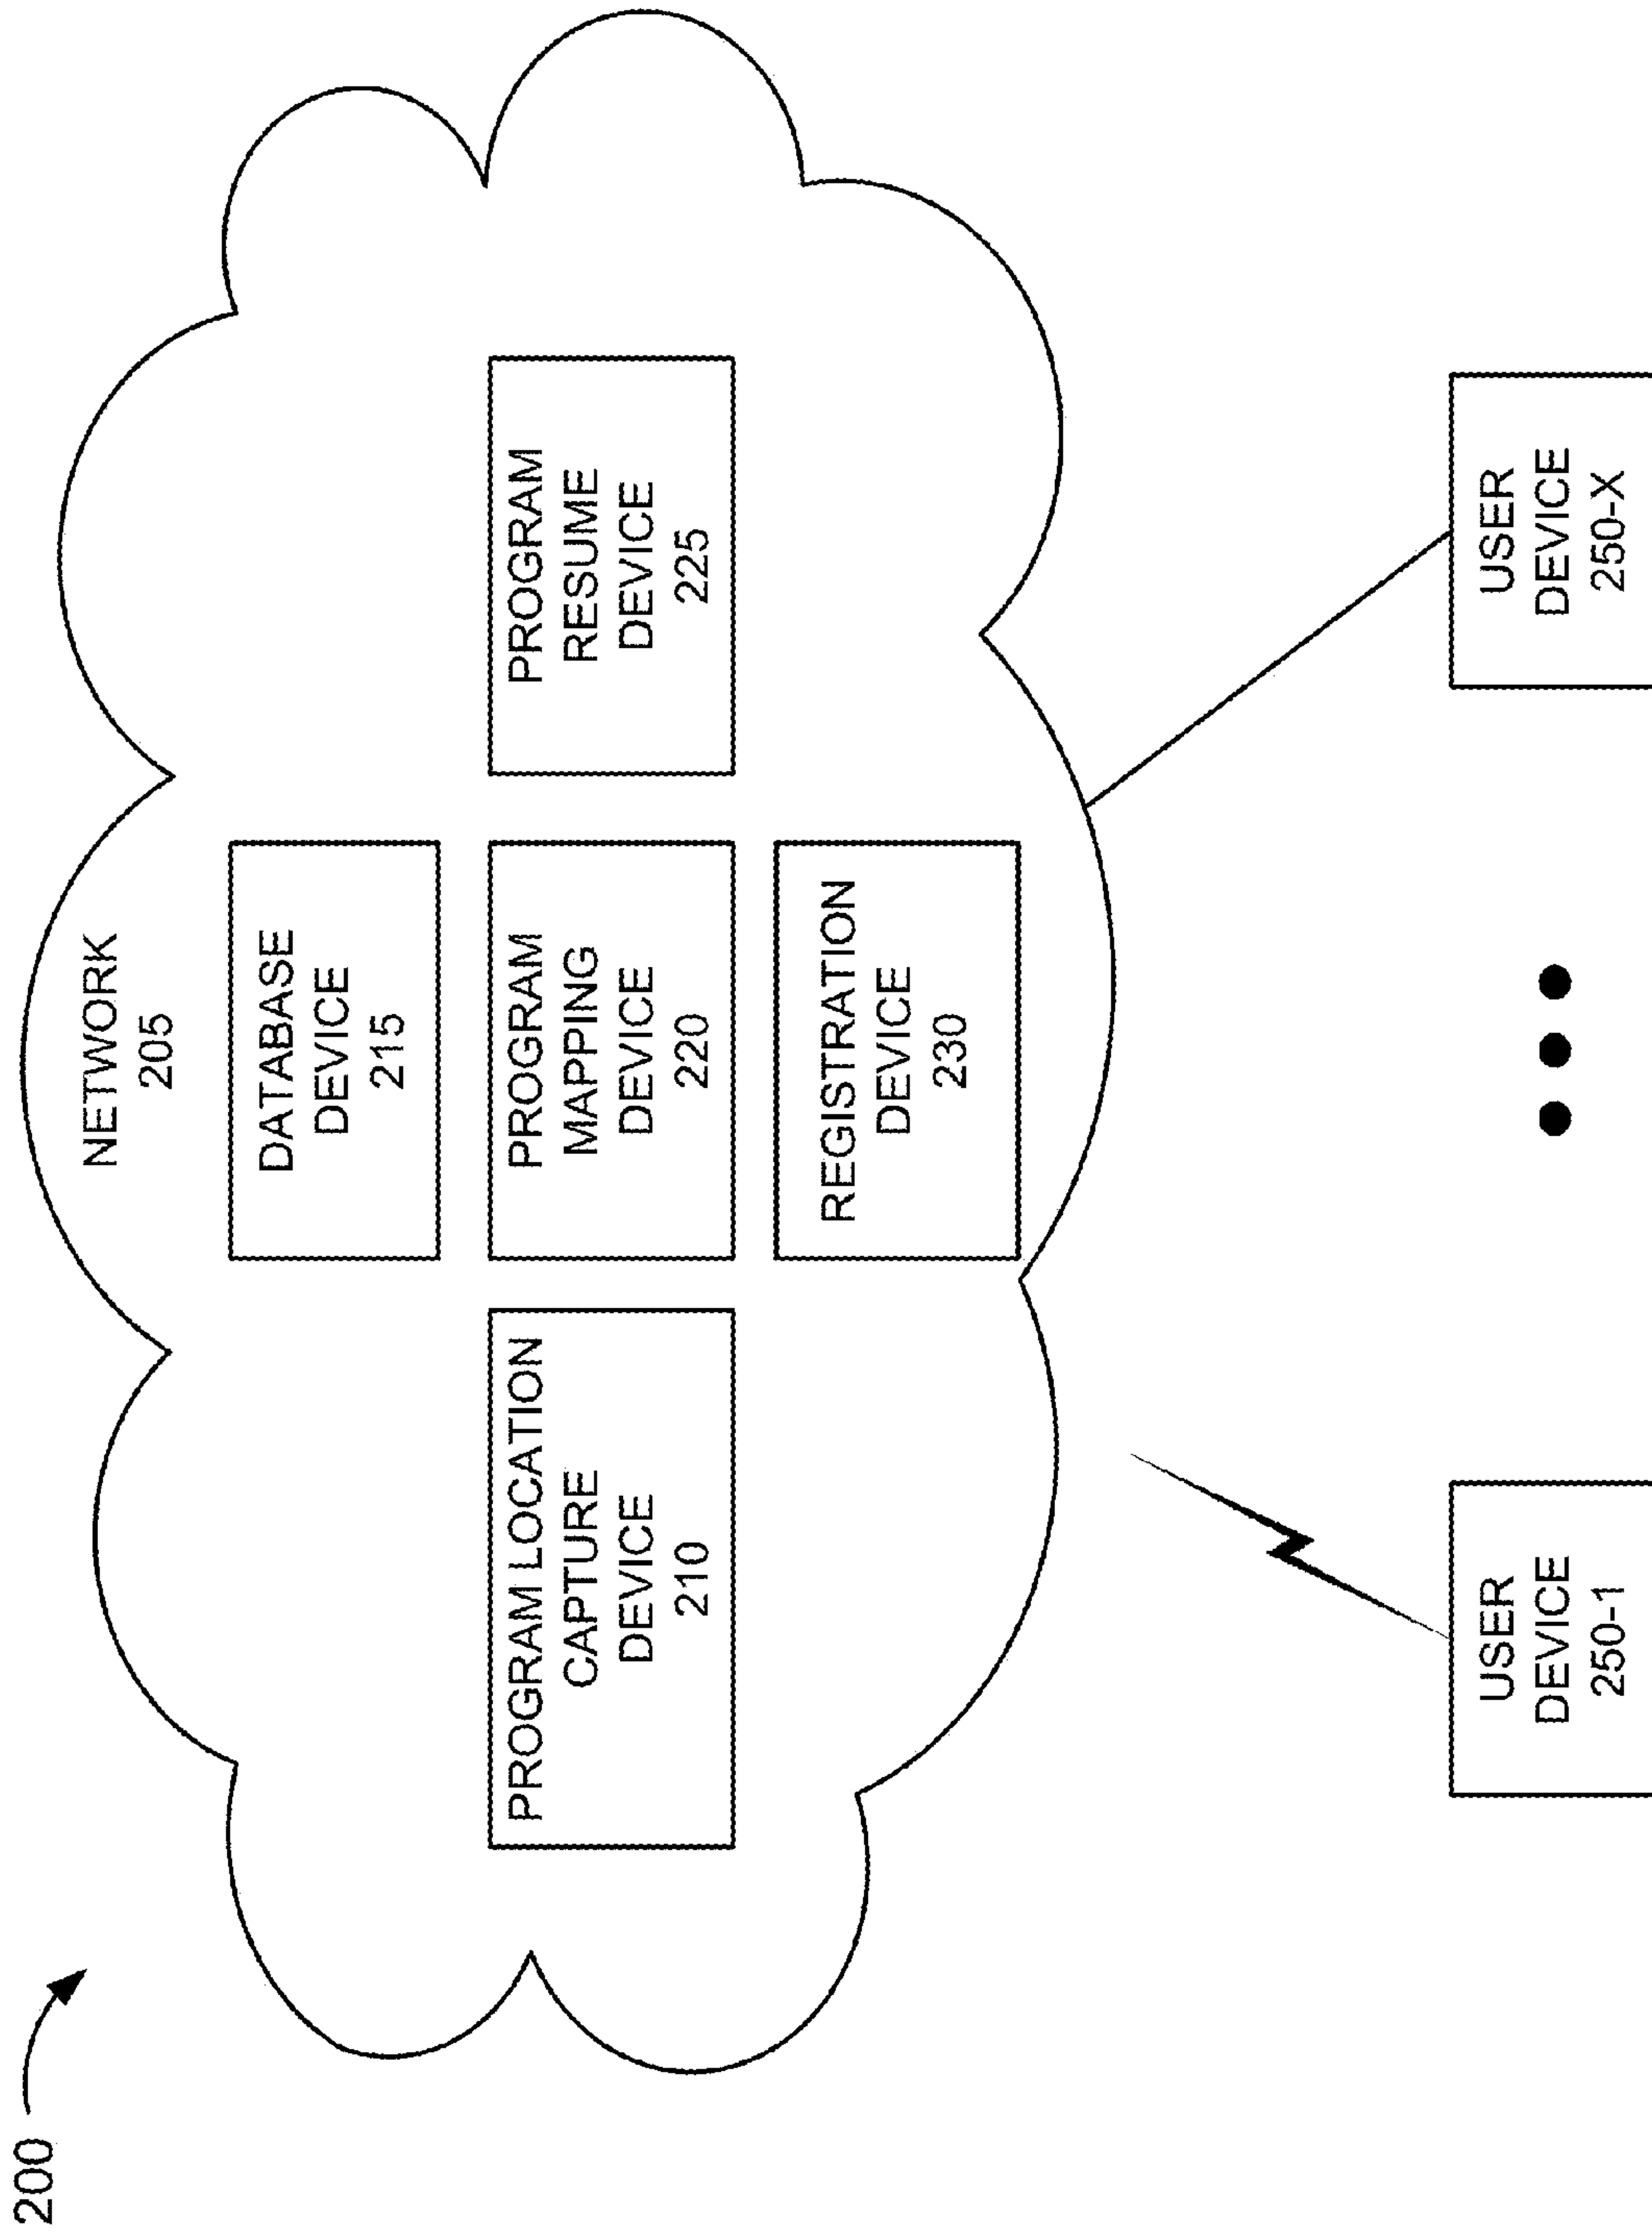 200
NETWORK
205
DATABASE
DEVICE
215
PROGRAM LOCATION
CAPTURE
DEVICE
210
PROGRAM
MAPPING
DEVICE
220
PROGRAM
RESUME
DEVICE
225
REGISTRATION
DEVICE
230
USER
DEVICE
250-1
USER
DEVICE
250-X